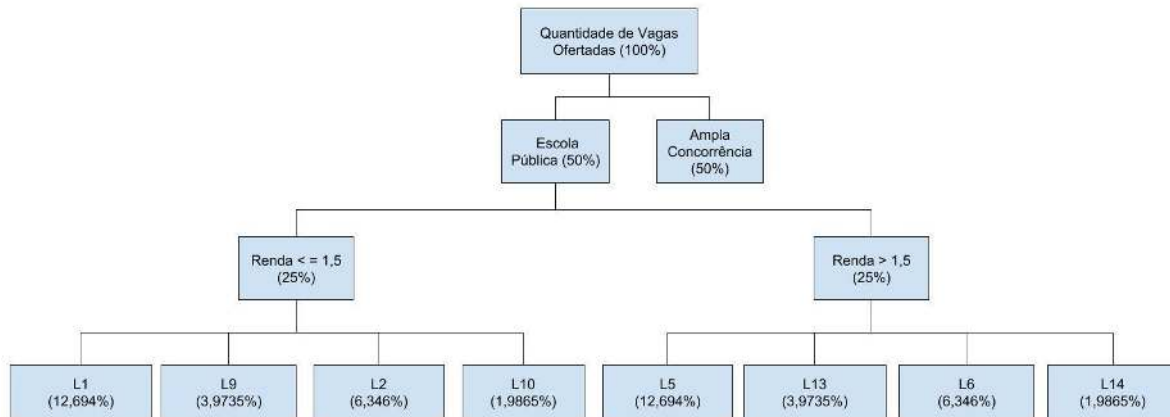 Quantidade de Vagas
Ofertadas (100%)
Escola
Pública (50%)
Ampla
Concorrência
(50%)
Renda < = 1,5
(25%)
Renda > 1,5
(25%)
L1
(12,694%)
L9
(3,9735%)
L2
(6,346%)
L10
(1,9865%)
L5
(12,694%)
L13
(3,9735%)
L6
(6,346%)
L14
(1,9865%)